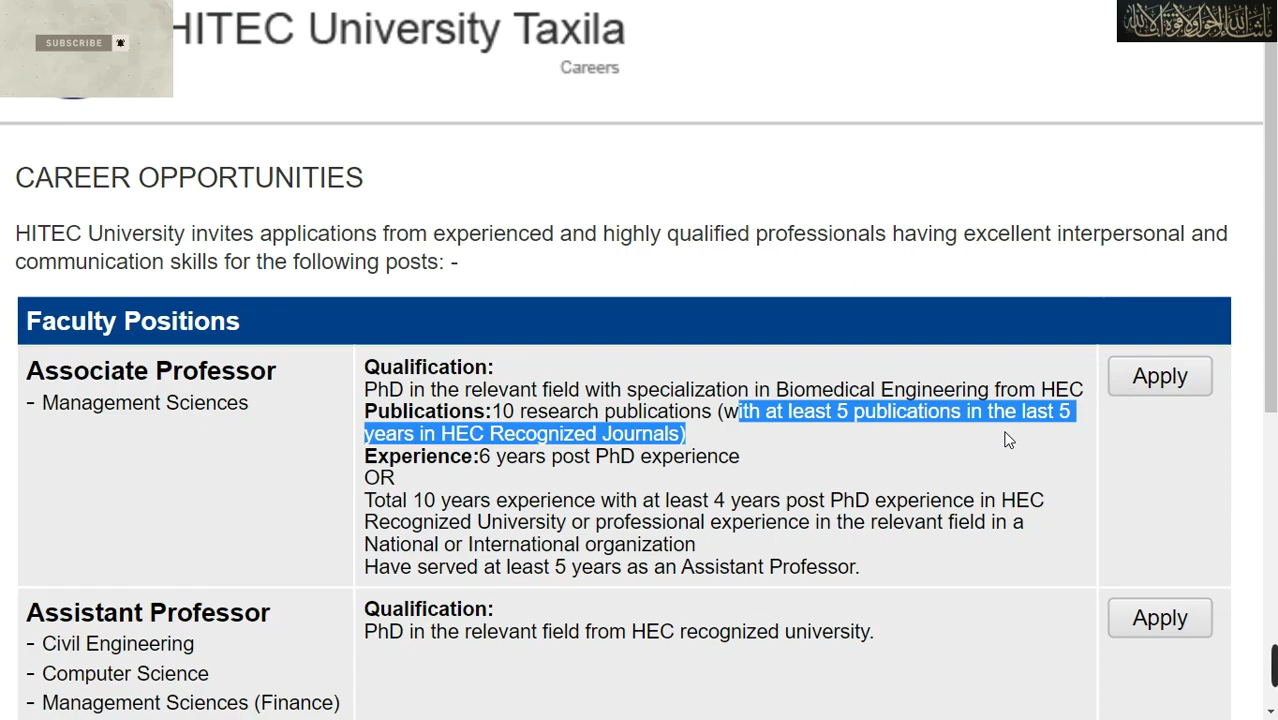 SUBSCRIBE
HITEC University Taxila
Careers
CAREER OPPORTUNITIES
HITEC University invites applications from experienced and highly qualified professionals having excellent interpersonal and
communication skills for the following posts: -
Faculty Positions
Associate Professor
- Management Sciences
Qualification:
PhD in the relevant field with specialization in Biomedical Engineering from HEC
Publications:10 research publications (with at least 5 publications in the last 5
years in HEC Recognized Journals)
Experience:6 years post PhD experience
OR
Total 10 years experience with at least 4 years post PhD experience in HEC
Recognized University or professional experience in the relevant field in a
National or International organization
Have served at least 5 years as an Assistant Professor.
Apply
Assistant Professor
- Civil Engineering
- Computer Science
- Management Sciences (Finance)
Qualification:
PhD in the relevant field from HEC recognized university.
Apply